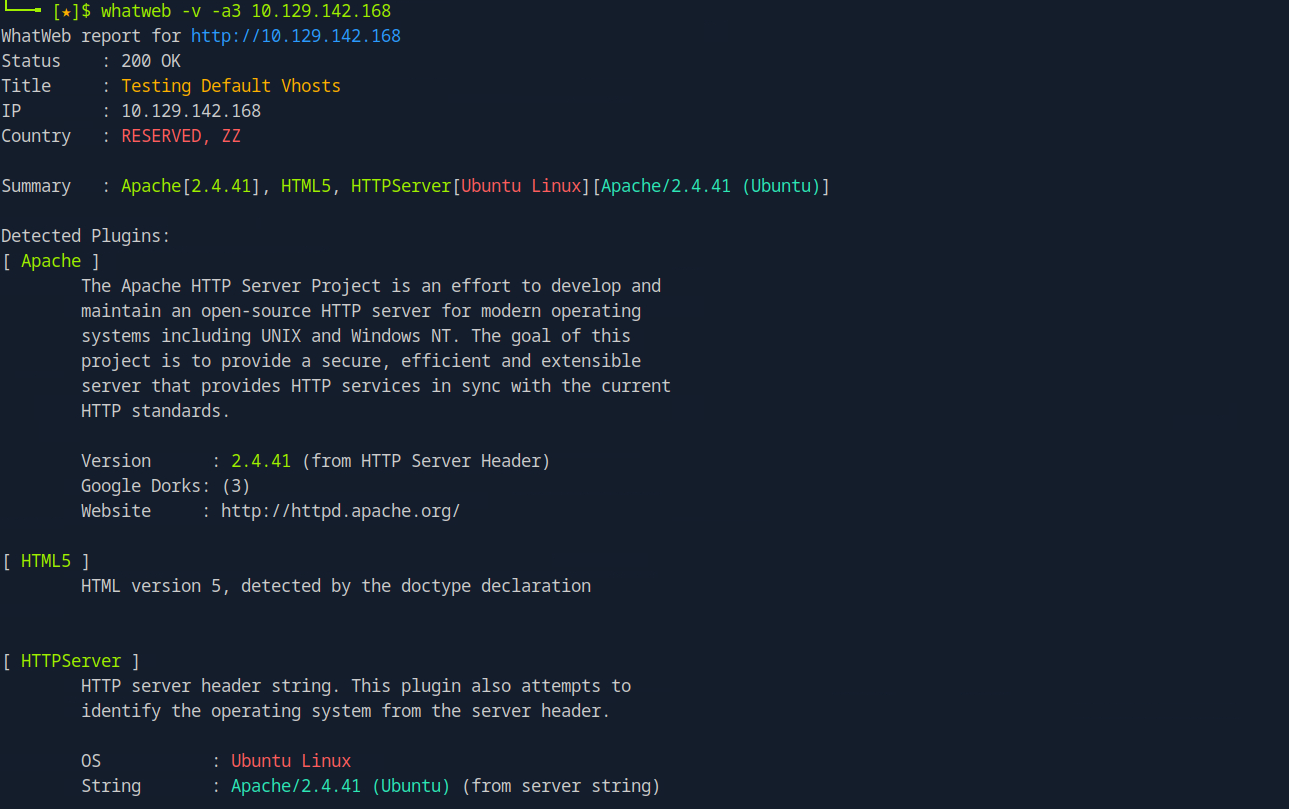 [★]$ whatweb -v -a3 10.129.142.168
WhatWeb report for http://10.129.142.168
Status    : 200 OK
Title     : Testing Default Vhosts
IP        : 10.129.142.168
Country   : RESERVED, ZZ
Summary   : Apache[2.4.41], HTML5, HTTPServer[Ubuntu Linux][Apache/2.4.41 (Ubuntu)]
Detected Plugins:
[ Apache ]
The Apache HTTP Server Project is an effort to develop and
maintain an open-source HTTP server for modern operating
systems including UNIX and Windows NT. The goal of this
project is to provide a secure, efficient and extensible
server that provides HTTP services in sync with the current
HTTP standards.
Version      : 2.4.41 (from HTTP Server Header)
Google Dorks: (3)
Website     : http://httpd.apache.org/
[ HTML5 ]
HTML version 5, detected by the doctype declaration
[ HTTPServer ]
HTTP server header string. This plugin also attempts to
identify the operating system from the server header.
OS           : Ubuntu Linux
String       : Apache/2.4.41 (Ubuntu) (from server string)